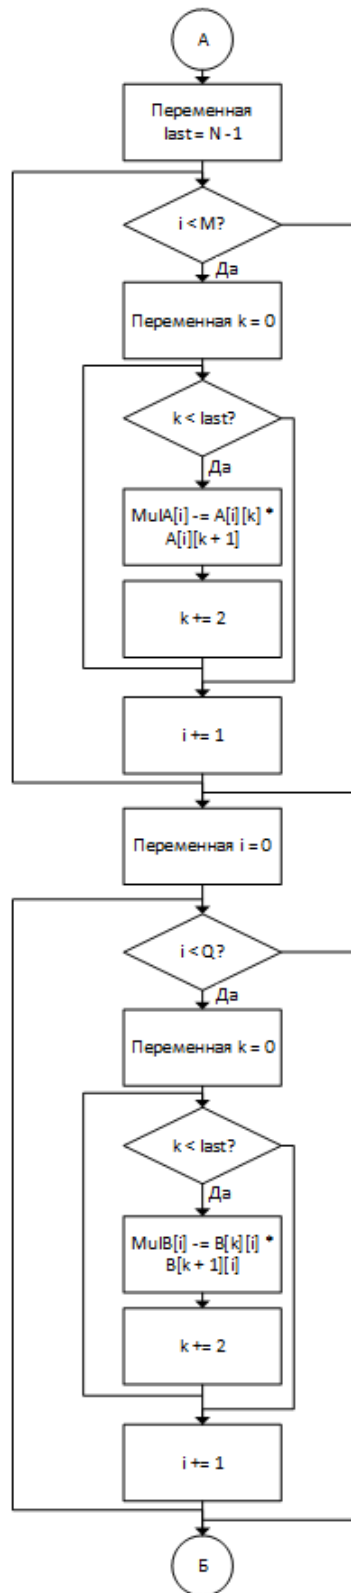 А
Переменная
last = N - 1
i < M?
Да
Переменная k = 0
k < last?
Да
MulA[i] -= A[i][k] *
A[i][k + 1]
k += 2
i += 1
Переменная i = 0
i < Q?
Да
Переменная k = 0
k < last?
Да
MulB[i] -= B[k][i] *
B[k + 1][i]
k += 2
i += 1
Б